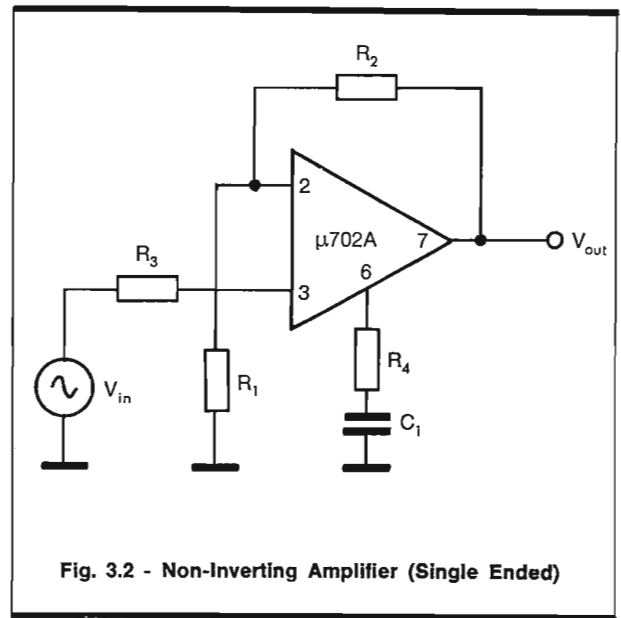 R2
2
μ702A
7
Vout
6
R3
3
R4
Vin
R1
C1
Fig. 3.2 - Non-Inverting Amplifier (Single Ended)